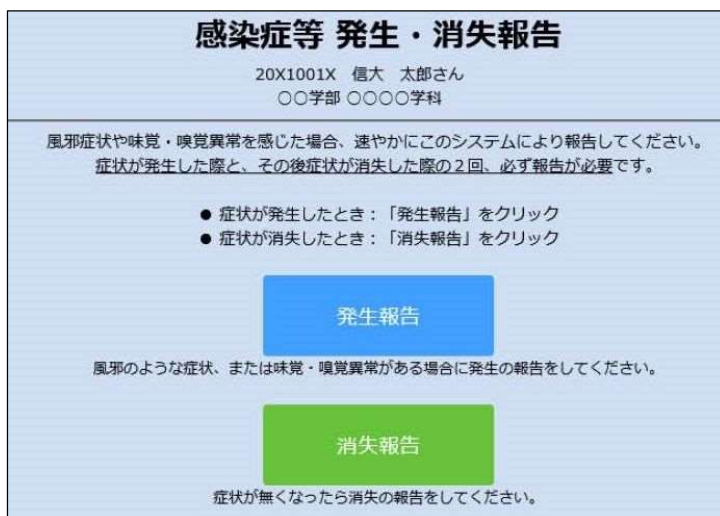 感染症等 発生・消失報告
20X1001X 信大 太郎さん
○○学部 ○○○○学科
風邪症状や味覚・嗅覚異常を感じた場合、速やかにこのシステムにより報告してください。
症状が発生した際と、その後症状が消失した際の２回、必ず報告が必要です。
● 症状が発生したとき：「発生報告」をクリック
● 症状が消失したとき：「消失報告」をクリック
発生報告
風邪のような症状、または味覚・嗅覚異常がある場合に発生の報告をしてください。
消失報告
症状が無くなったら消失の報告をしてください。